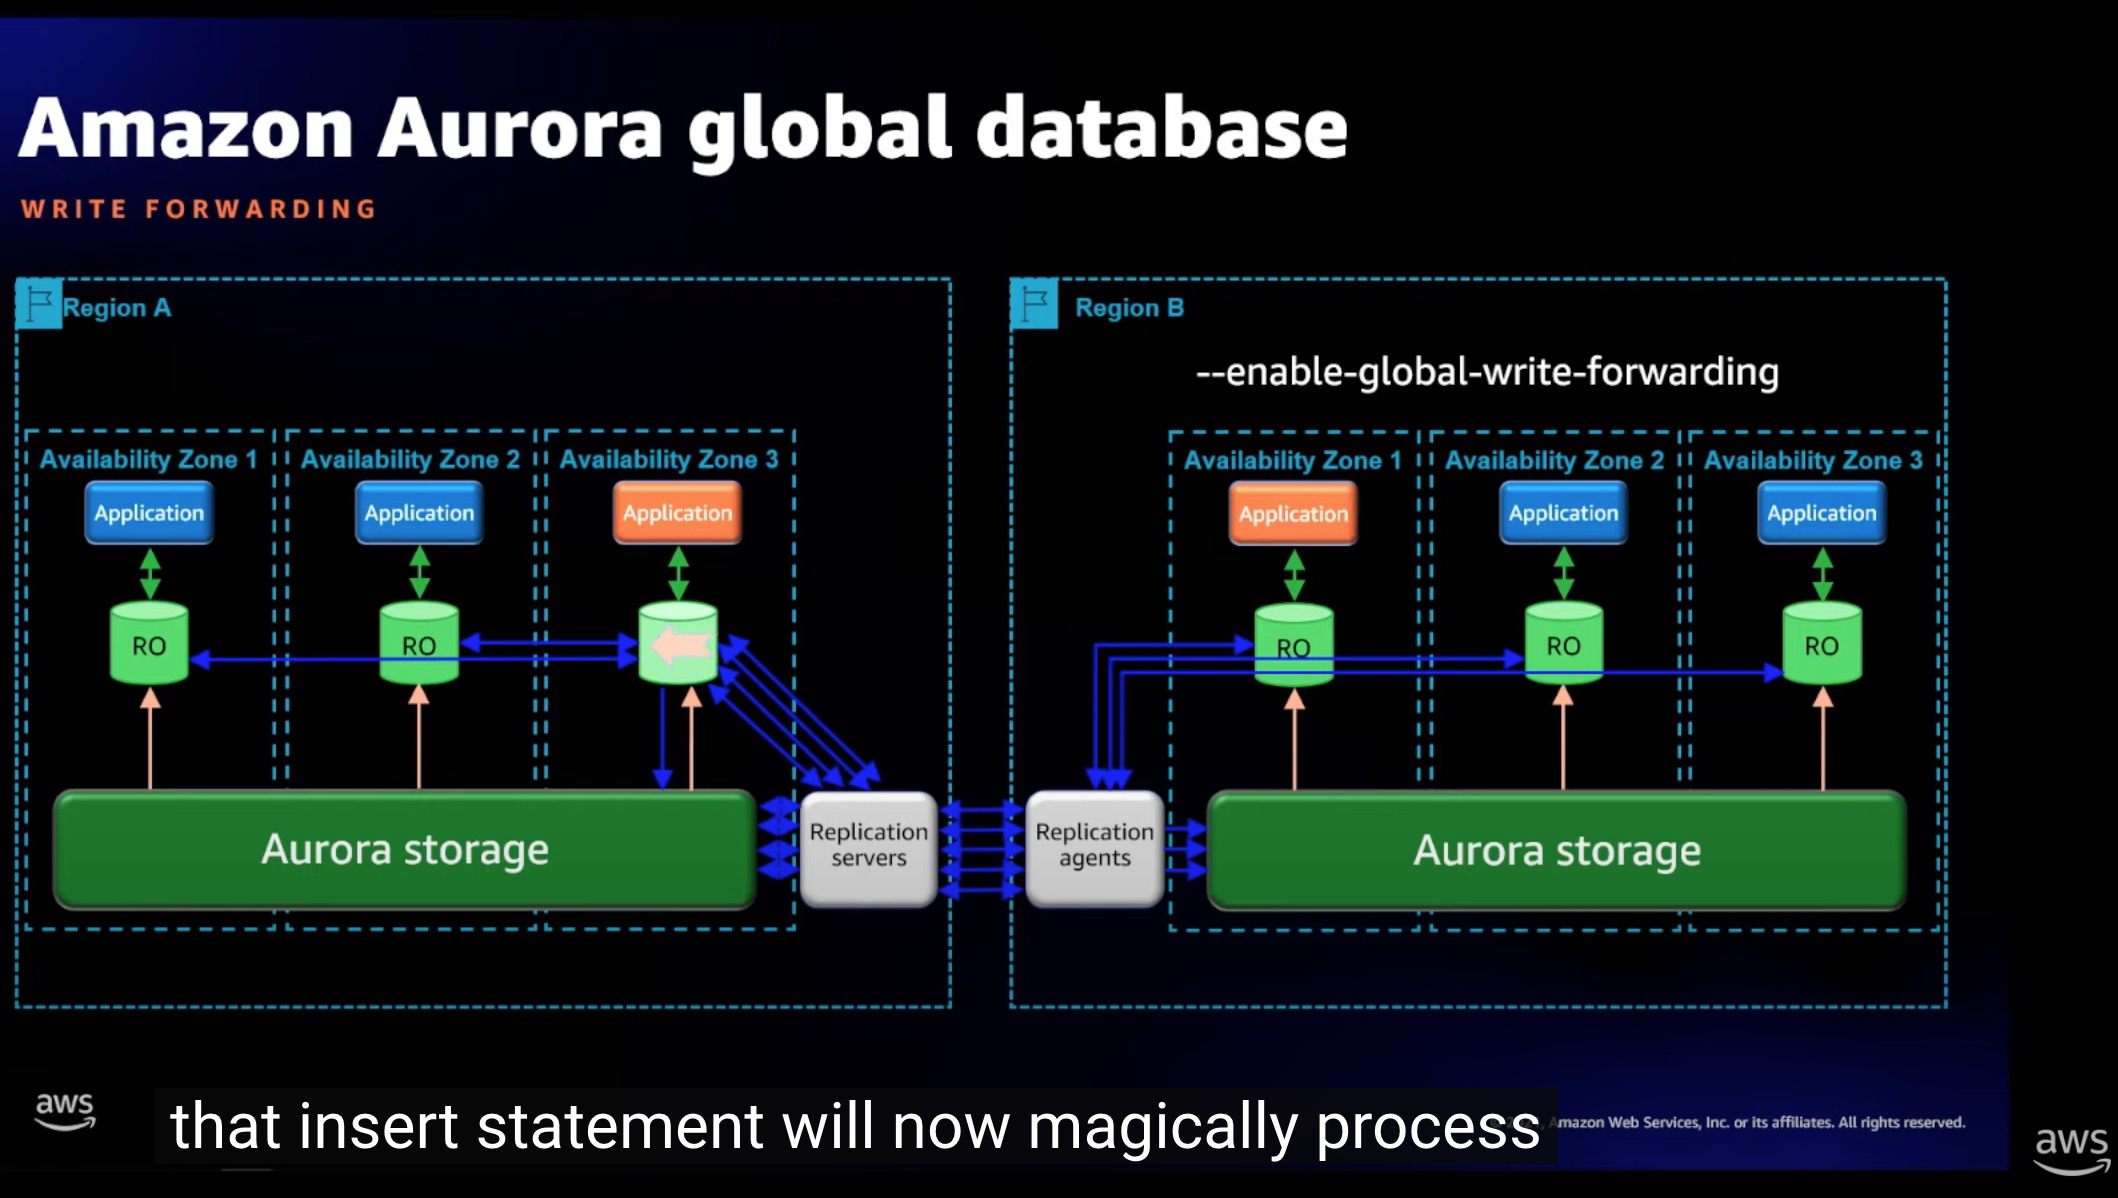 Amazon Aurora global database
WRITE FORWARDING
Region A
Region B
--enable-global-write-forwarding
Availability Zone 1
Availability Zone 2
Availability Zone 3
Availability Zone 1
Availability Zone 2
Availability Zone 3
Application
Application
Application
Application
Application
Application
RO
RO
RO
RO
RO
Aurora storage
Replication
servers
Replication
agents
Aurora storage
aws
that insert statement will now magically process
Amazon Web Services, Inc. or its affiliates. All rights reserved.
aws